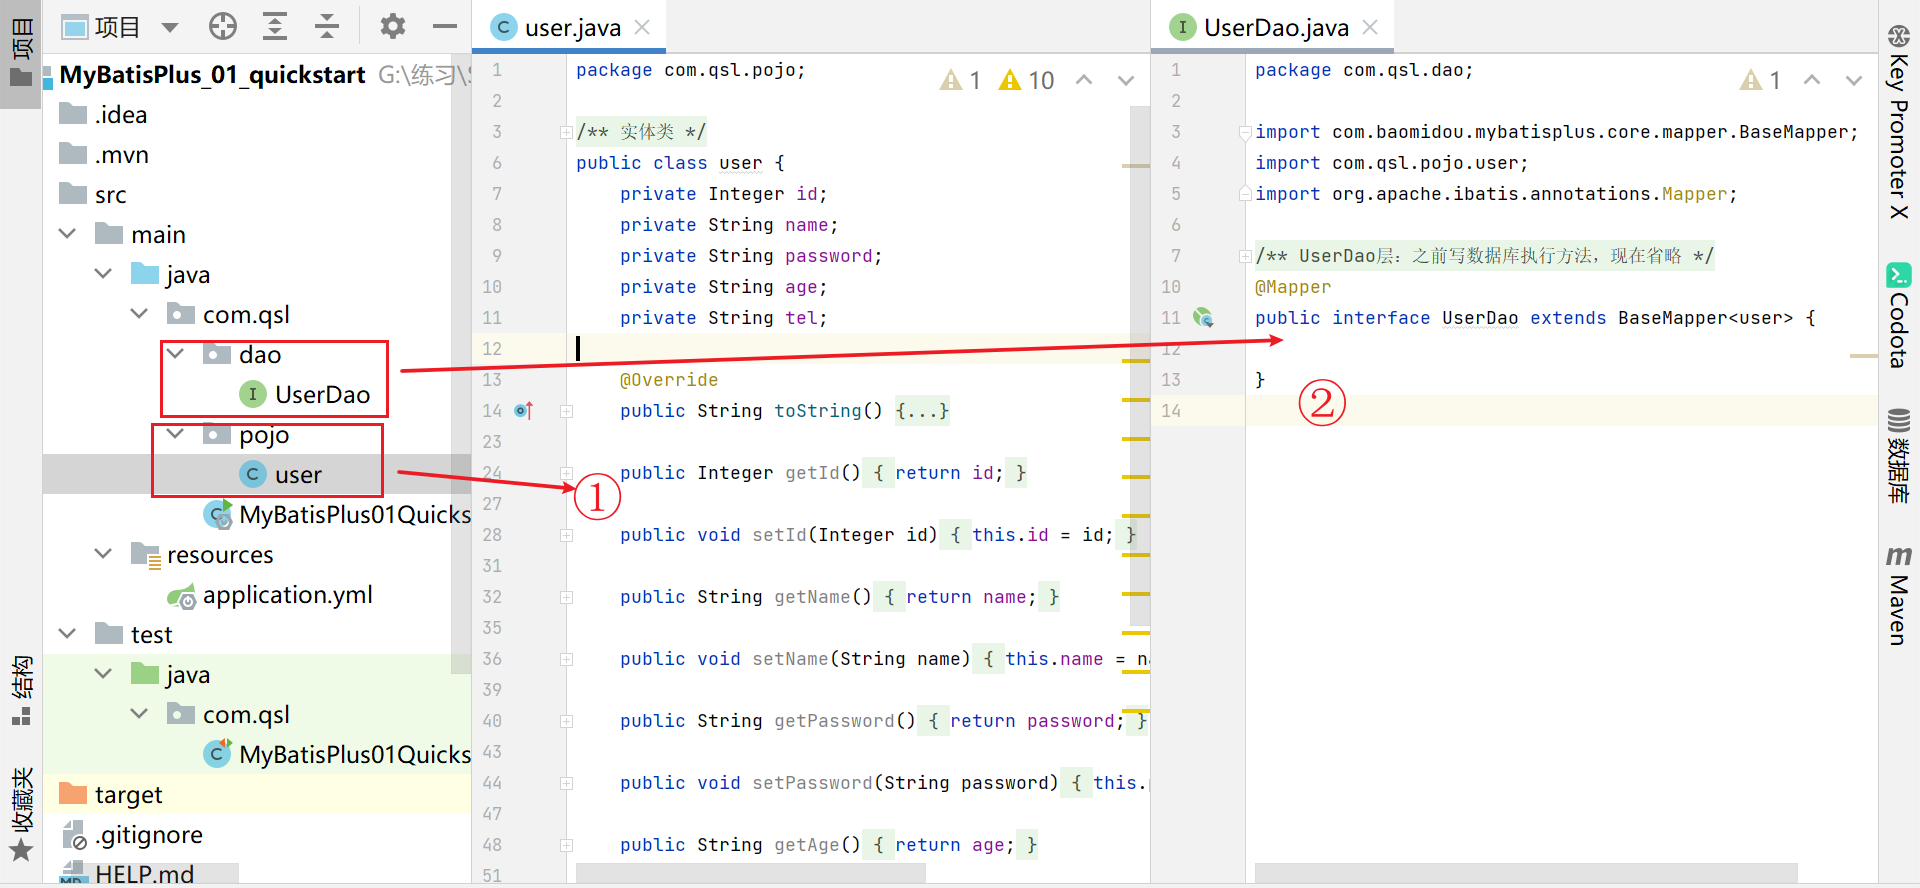 项目
结构
收藏夹
项目
MyBatisPlus_01_quickstart G:\练习\
.idea
.mvn
src
main
java
com.qsl
dao
UserDao
pojo
user
MyBatisPlus01Quicks
resources
application.yml
test
java
com.qsl
MyBatisPlus01Quicks
target
.gitignore
HELP.md
user.java
1 10
1 package com.qsl.pojo;
2
3 /** 实体类 */
6 public class user {
7 private Integer id;
8 private String name;
9 private String password;
10 private String age;
11 private String tel;
12
13 @Override
14 public String toString() {...}
23
24 public Integer getId() { return id; }
27
28 public void setId(Integer id) { this.id = id; }
31
32 public String getName() { return name; }
35
36 public void setName(String name) { this.name = na
39
40 public String getPassword() { return password; }
43
44 public void setPassword(String password) { this.
47
48 public String getAge() { return age; }
51
①
UserDao.java
1
1 package com.qsl.dao;
2
3 import com.baomidou.mybatisplus.core.mapper.BaseMapper;
4 import com.qsl.pojo.user;
5 import org.apache.ibatis.annotations.Mapper;
6
7 /** UserDao层：之前写数据库执行方法，现在省略 */
10 @Mapper
11 public interface UserDao extends BaseMapper<user> {
12
13 }
14
②
Key Promoter X
Codota
数据库
Maven